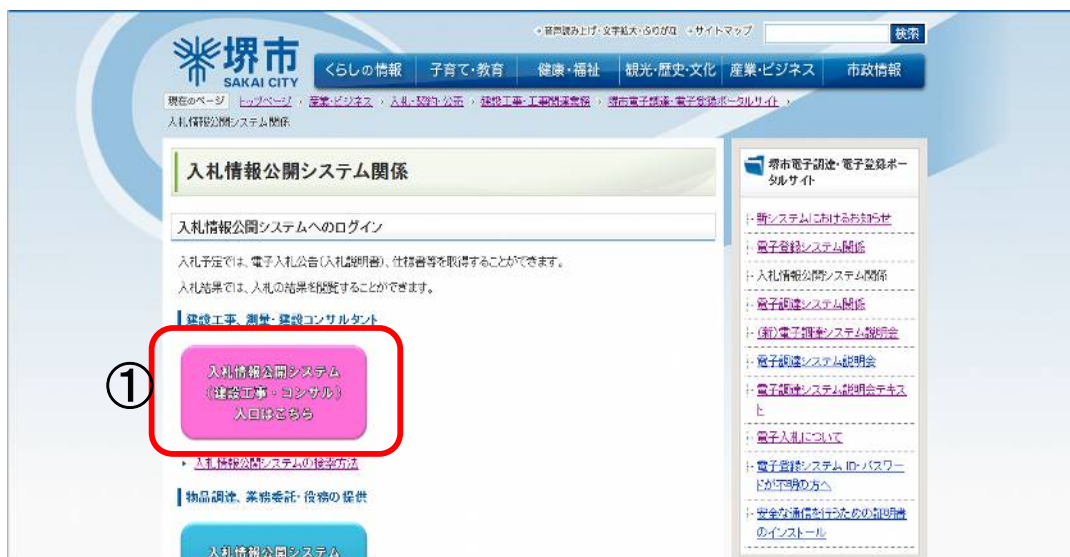 音声読み上げ・文字拡大・ふりがな サイトマップ 検索
堺市
SAKAI CITY
くらしの情報 子育て・教育 健康・福祉 観光・歴史・文化 産業・ビジネス 市政情報
現在のページ トップページ › 産業・ビジネス › 入札・契約・公売 › 建設工事・工事関連業務 › 堺市電子調達・電子登録ポータルサイト ›
入札情報公開システム関係
入札情報公開システム関係
入札情報公開システムへのログイン
入札予定では、電子入札公告(入札説明書)、仕様書等を取得することができます。
入札結果では、入札の結果を閲覧することができます。
建設工事、測量・建設コンサルタント
①
入札情報公開システム
(建設工事・コンサル)
入口はこちら
入札情報公開システムの検索方法
物品調達、業務委託・役務の提供
入札情報公開システム
堺市電子調達・電子登録ポー
タルサイト
新システムにおけるお知らせ
電子登録システム関係
入札情報公開システム関係
電子調達システム関係
(新)電子調達システム説明会
電子調達システム説明会
電子調達システム説明会テキス
ト
電子入札について
電子登録システム ID・パスワー
ドが不明の方へ
安全な通信を行うための証明書
のインストール